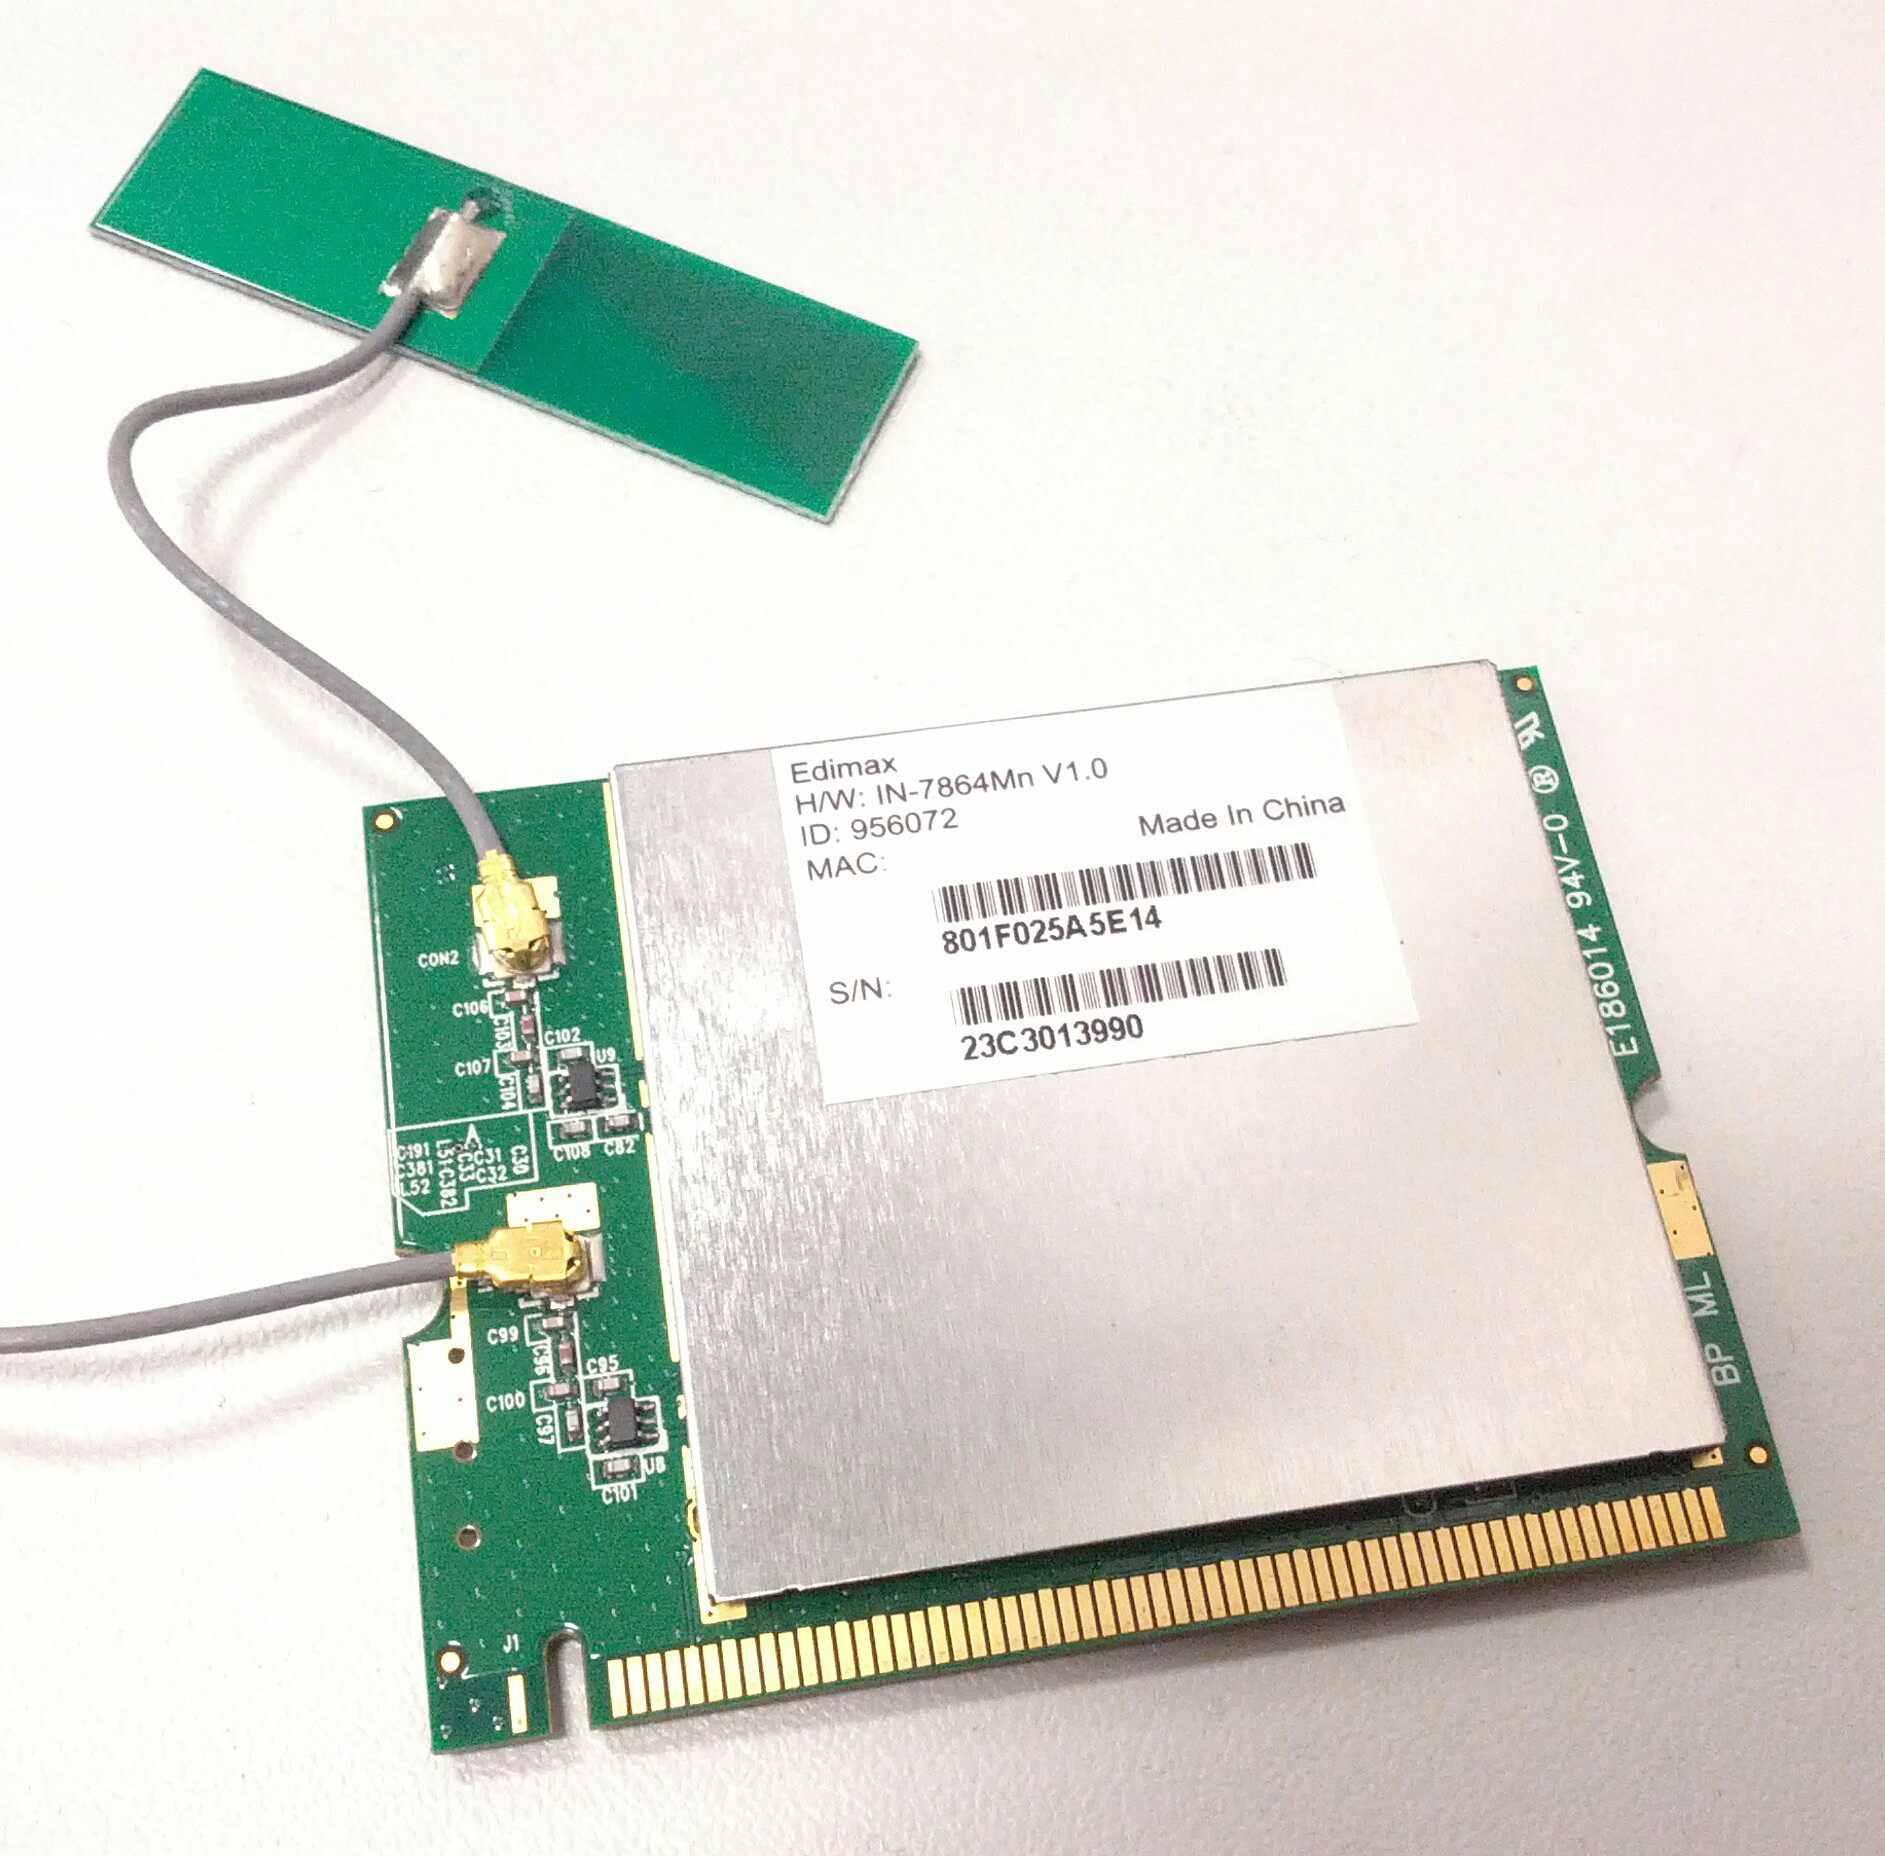 Edimax
H/W: IN-7864Mn V1.0
ID: 956072
Made In China
MAC:
801F025A5E14
S/N:
23C3013990
E186014 94V-0 ®
BP ML
CON2
C106
C103
C102
U9
C107
C104
C108 C82
A
C191
C381
L52
L51
C382
C33
C31
C32
C30
C99
C96
C95
C100
C97
U8
C101
J1